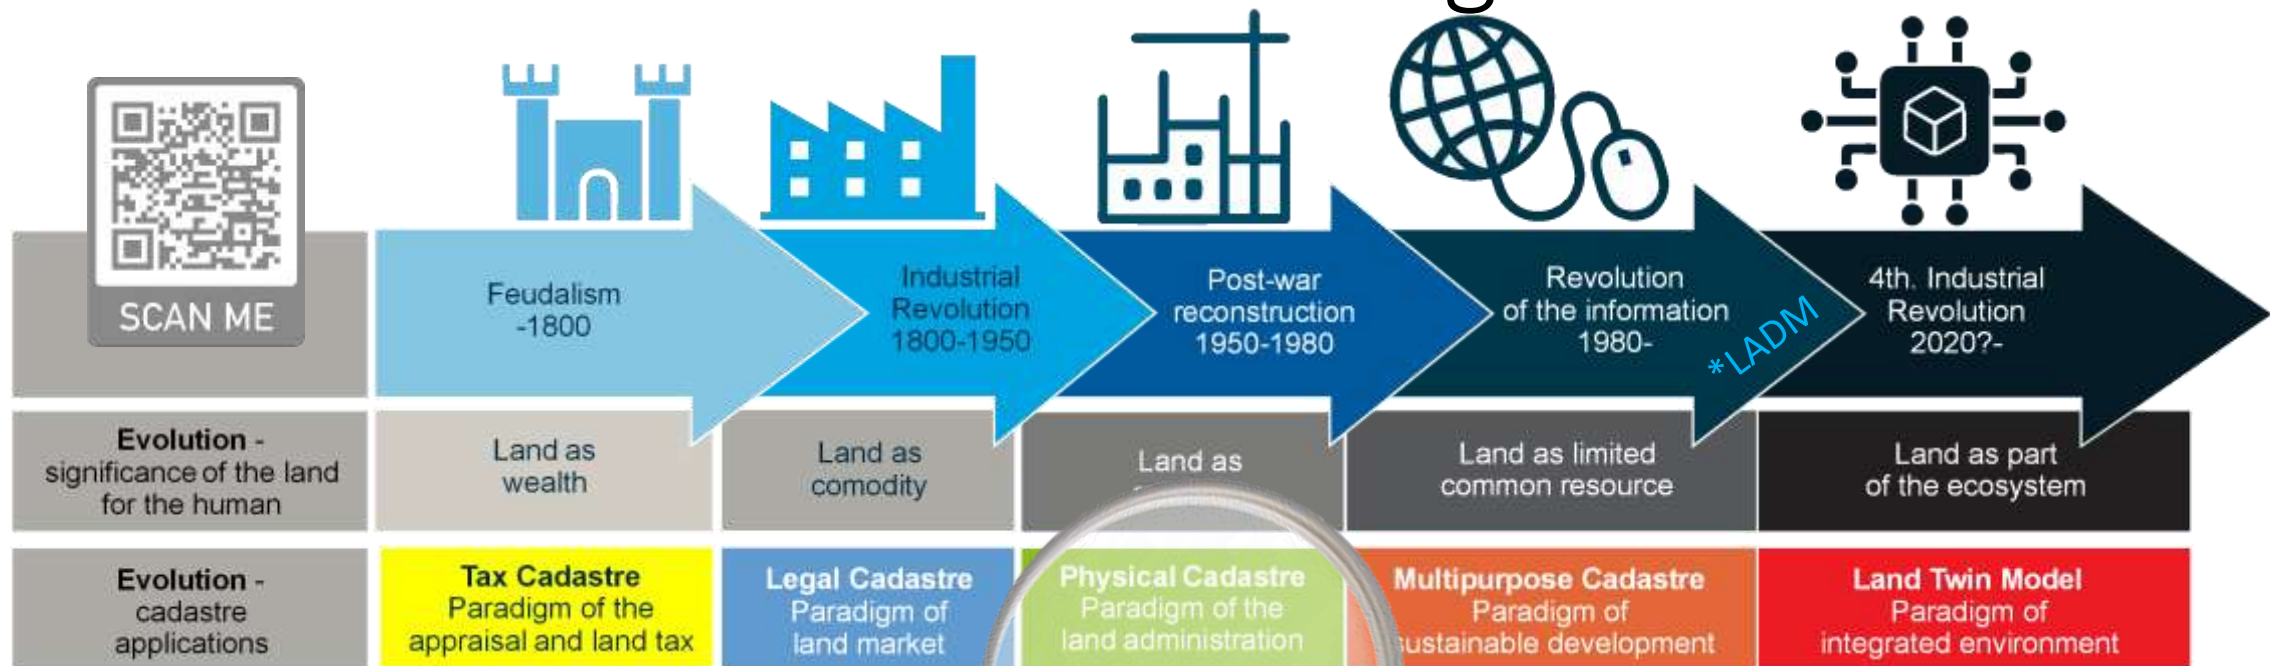 SCAN ME
Feudalism
-1800
Industrial
Revolution
1800-1950
Post-war
reconstruction
1950-1980
Revolution
of the information
1980-
*LADM
4th. Industrial
Revolution
2020?-
Evolution -
significance of the land
for the human
Land as
wealth
Land as
comodity
Land as
Land as limited
common resource
Land as part
of the ecosystem
Evolution -
cadastre
applications
Tax Cadastre
Paradigm of the
appraisal and land tax
Legal Cadastre
Paradigm of
land market
Physical Cadastre
Paradigm of the
land administration
Multipurpose Cadastre
Paradigm of
sustainable development
Land Twin Model
Paradigm of
integrated environment